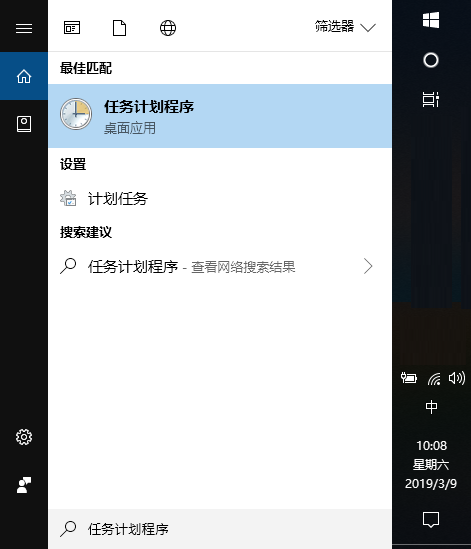 筛选器
最佳匹配
任务计划程序
桌面应用
设置
计划任务
搜索建议
任务计划程序 - 查看网络搜索结果
任务计划程序
中
10:08
星期六
2019/3/9